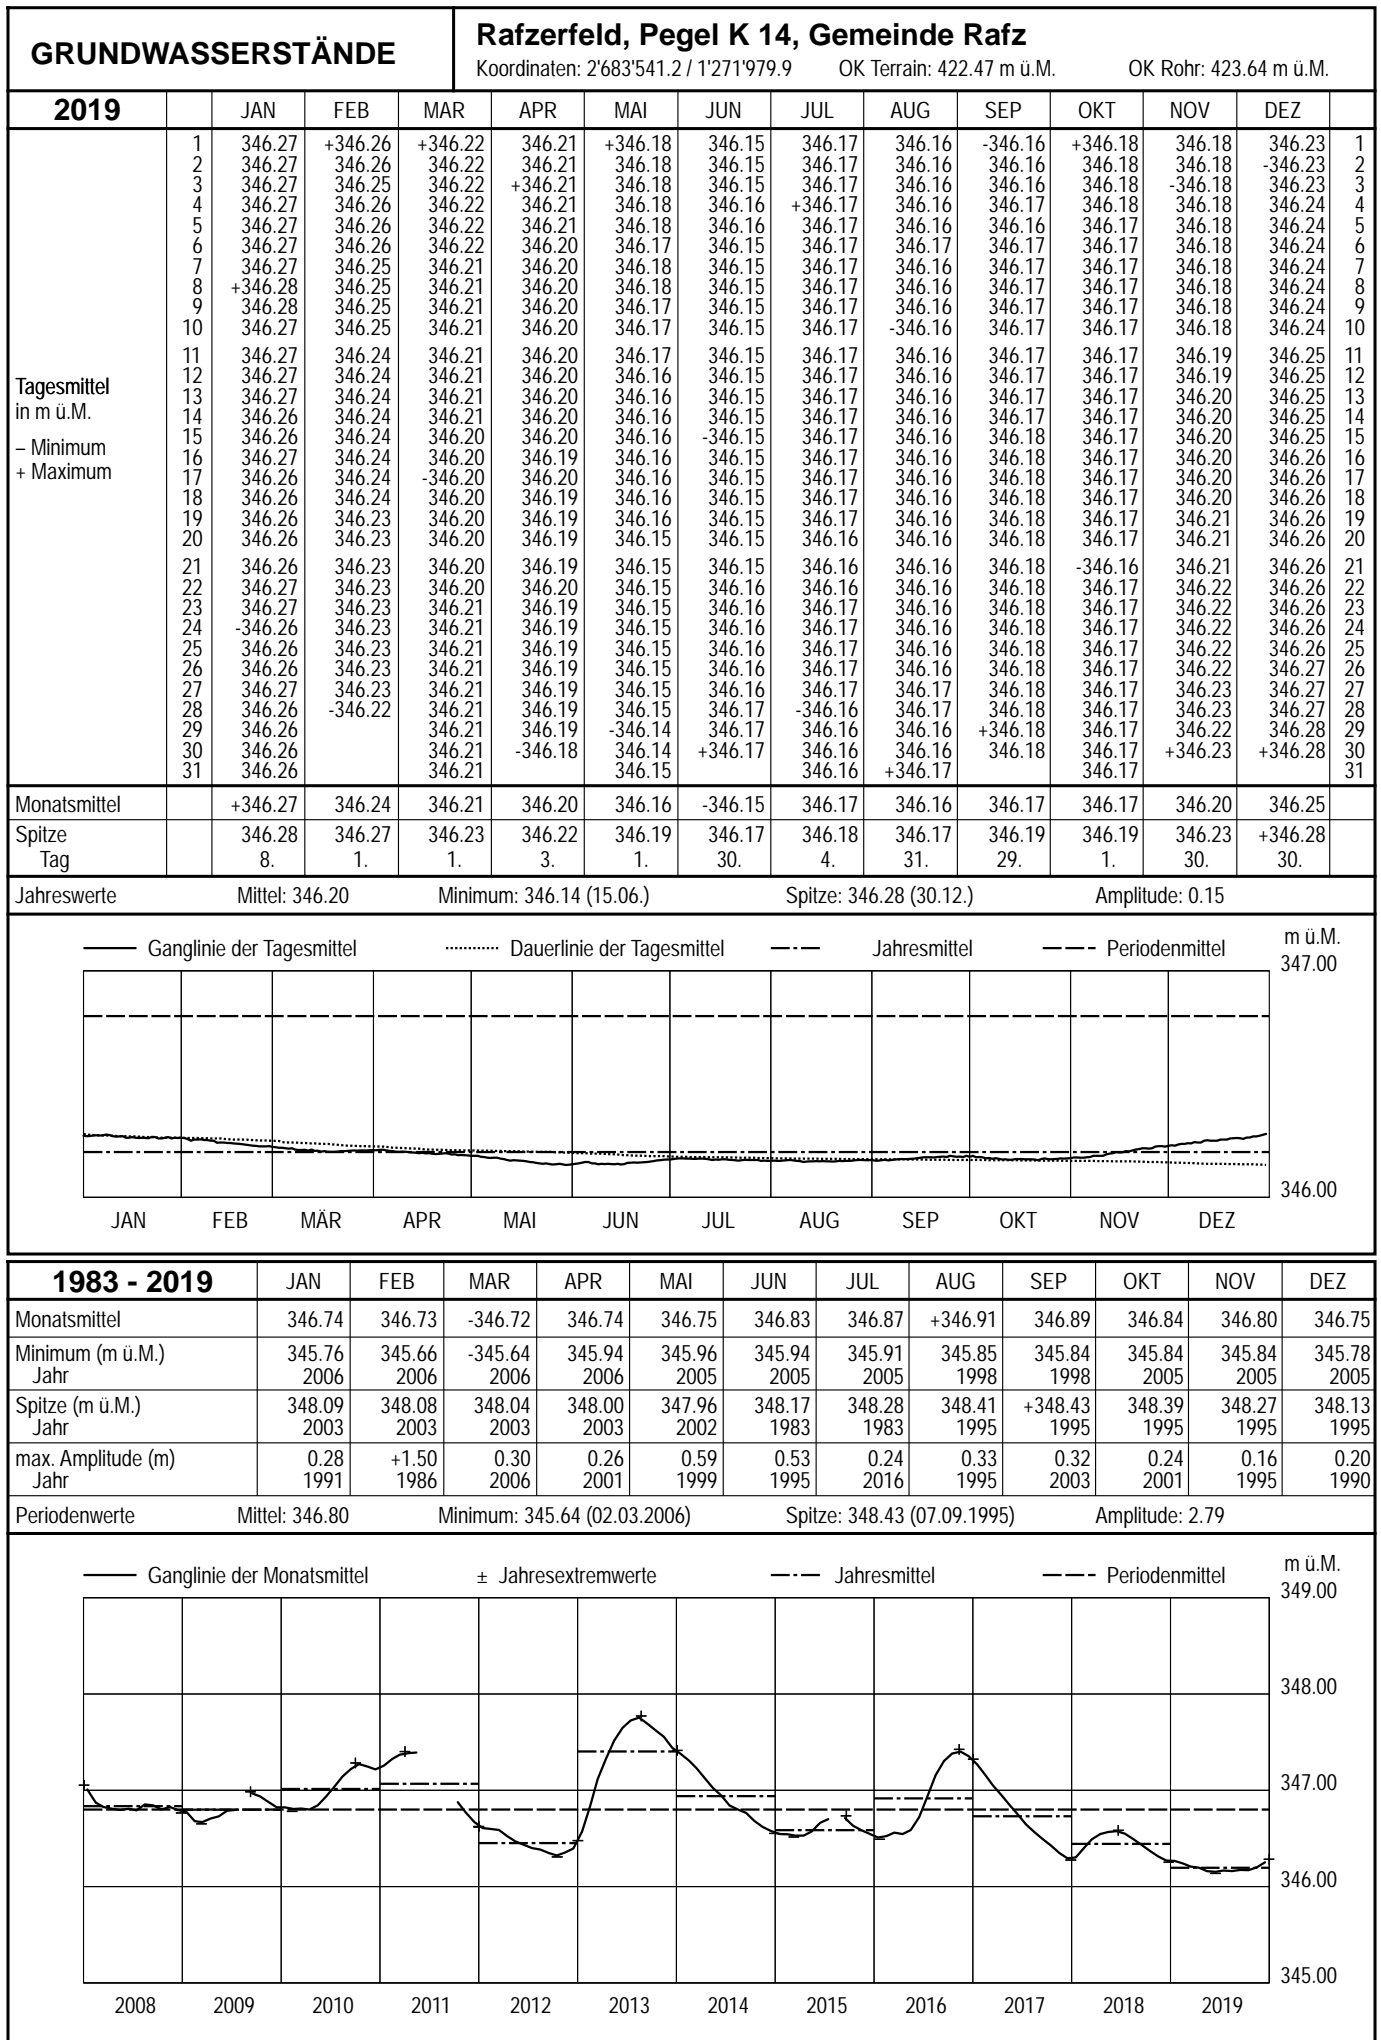 GRUNDWASSERSTÄNDE
Rafzerfeld, Pegel K 14, Gemeinde Rafz
Koordinaten: 2'683'541.2 / 1'271'979.9 OK Terrain: 422.47 m ü.M. OK Rohr: 423.64 m ü.M.
2019 JAN FEB MAR APR MAI JUN JUL AUG SEP OKT NOV DEZ
1 346.27 +346.26 +346.22 346.21 +346.18 346.15 346.17 346.16 -346.16 +346.18 346.18 346.23 1
2 346.27 346.26 346.22 346.21 346.18 346.15 346.17 346.16 346.16 346.18 346.18 -346.23 2
3 346.27 346.25 346.22 +346.21 346.18 346.15 346.17 346.16 346.16 346.18 -346.18 346.23 3
4 346.27 346.26 346.22 346.21 346.18 346.16 +346.17 346.16 346.17 346.18 346.18 346.24 4
5 346.27 346.26 346.22 346.21 346.18 346.16 346.17 346.16 346.16 346.17 346.18 346.24 5
6 346.27 346.26 346.22 346.20 346.17 346.15 346.17 346.16 346.17 346.17 346.18 346.24 6
7 346.27 346.25 346.21 346.20 346.18 346.15 346.17 346.16 346.17 346.17 346.18 346.24 7
8 +346.28 346.25 346.21 346.20 346.18 346.15 346.17 346.16 346.17 346.17 346.18 346.24 8
9 346.28 346.25 346.21 346.20 346.17 346.15 346.17 346.16 346.17 346.17 346.18 346.24 9
10 346.27 346.25 346.21 346.20 346.17 346.15 346.17 -346.16 346.17 346.17 346.18 346.24 10
11 346.27 346.24 346.21 346.20 346.17 346.15 346.17 346.16 346.17 346.17 346.19 346.25 11
12 346.27 346.24 346.21 346.20 346.16 346.15 346.17 346.16 346.17 346.17 346.19 346.25 12
Tagesmittel 13 346.27 346.24 346.21 346.20 346.16 346.15 346.17 346.16 346.17 346.17 346.20 346.25 13
in m ü.M. 14 346.26 346.24 346.21 346.20 346.16 346.15 346.17 346.16 346.17 346.17 346.20 346.25 14
15 346.26 346.24 346.20 346.20 346.16 -346.15 346.17 346.16 346.18 346.17 346.20 346.25 15
– Minimum 16 346.27 346.24 346.20 346.19 346.16 346.15 346.17 346.16 346.18 346.17 346.20 346.26 16
+ Maximum 17 346.26 346.24 -346.20 346.20 346.16 346.15 346.17 346.16 346.18 346.17 346.20 346.26 17
18 346.26 346.24 346.20 346.19 346.16 346.15 346.17 346.16 346.18 346.17 346.20 346.26 18
19 346.26 346.23 346.20 346.19 346.16 346.15 346.17 346.16 346.18 346.17 346.21 346.26 19
20 346.26 346.23 346.20 346.19 346.15 346.15 346.17 346.16 346.18 346.17 346.21 346.26 20
21 346.26 346.23 346.20 346.19 346.15 346.15 346.16 346.16 346.18 -346.16 346.21 346.26 21
22 346.27 346.23 346.20 346.20 346.15 346.16 346.16 346.16 346.18 346.17 346.22 346.26 22
23 346.27 346.23 346.21 346.19 346.15 346.16 346.17 346.16 346.18 346.17 346.22 346.26 23
24 -346.26 346.23 346.21 346.19 346.15 346.16 346.17 346.16 346.18 346.17 346.22 346.26 24
25 346.26 346.23 346.21 346.19 346.15 346.16 346.16 346.16 346.18 346.17 346.22 346.26 25
26 346.26 346.23 346.21 346.19 346.15 346.16 346.17 346.16 346.18 346.17 346.22 346.27 26
27 346.27 346.23 346.21 346.19 346.15 346.16 346.17 346.17 346.18 346.17 346.23 346.27 27
28 346.26 -346.22 346.21 346.19 346.15 346.17 -346.16 346.17 346.18 346.17 346.23 346.27 28
29 346.26 346.21 346.19 -346.14 346.17 346.16 346.16 +346.18 346.17 346.22 346.28 29
30 346.26 346.21 -346.18 346.14 +346.17 346.16 346.16 346.18 346.17 +346.23 +346.28 30
31 346.26 346.21 346.15 346.16 +346.17 346.17 31
Monatsmittel +346.27 346.24 346.21 346.20 346.16 -346.15 346.17 346.16 346.17 346.17 346.20 346.25
Spitze 346.28 346.27 346.23 346.22 346.19 346.17 346.18 346.17 346.19 346.19 346.23 +346.28
Tag 8. 1. 1. 3. 1. 30. 4. 31. 29. 1. 30. 30.
Jahreswerte Mittel: 346.20 Minimum: 346.14 (15.06.) Spitze: 346.28 (30.12.) Amplitude: 0.15
Ganglinie der Tagesmittel Dauerlinie der Tagesmittel Jahresmittel Periodenmittel m ü.M.
347.00
346.00
JAN FEB MÄR APR MAI JUN JUL AUG SEP OKT NOV DEZ
1983 - 2019 JAN FEB MAR APR MAI JUN JUL AUG SEP OKT NOV DEZ
Monatsmittel 346.74 346.73 -346.72 346.74 346.75 346.83 346.87 +346.91 346.89 346.84 346.80 346.75
Minimum (m ü.M.) 345.76 345.66 -345.64 345.94 345.96 345.94 345.91 345.85 345.84 345.84 345.84 345.78
Jahr 2006 2006 2006 2006 2005 2005 2005 1998 1998 2005 2005 2005
Spitze (m ü.M.) 348.09 348.08 348.04 348.00 347.96 348.17 348.28 348.41 +348.43 348.39 348.27 348.13
Jahr 2003 2003 2003 2003 2002 1983 1983 1995 1995 1995 1995 1995
max. Amplitude (m) 0.28 +1.50 0.30 0.26 0.59 0.53 0.24 0.33 0.32 0.24 0.16 0.20
Jahr 1991 1986 2006 2001 1999 1995 2016 1995 2003 2001 1995 1990
Periodenwerte Mittel: 346.80 Minimum: 345.64 (02.03.2006) Spitze: 348.43 (07.09.1995) Amplitude: 2.79
Ganglinie der Monatsmittel ± Jahresextremwerte Jahresmittel Periodenmittel m ü.M.
349.00
348.00
347.00
346.00
345.00
2008 2009 2010 2011 2012 2013 2014 2015 2016 2017 2018 2019